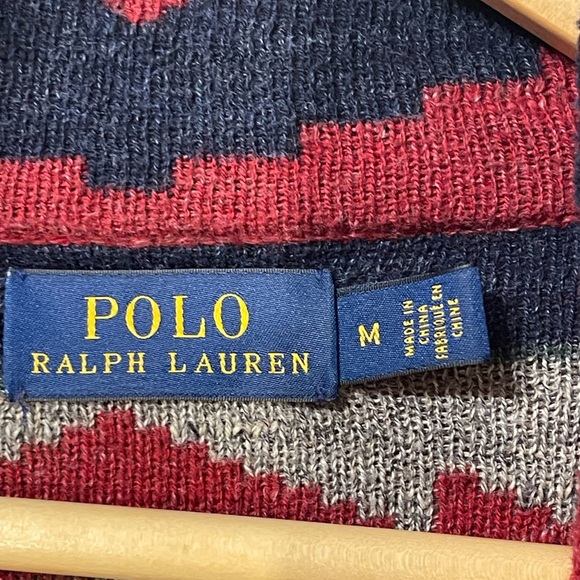 POLO
RALPH LAUREN
M
MADE IN
CHINA
FABRIQUÉ EN
CHINE